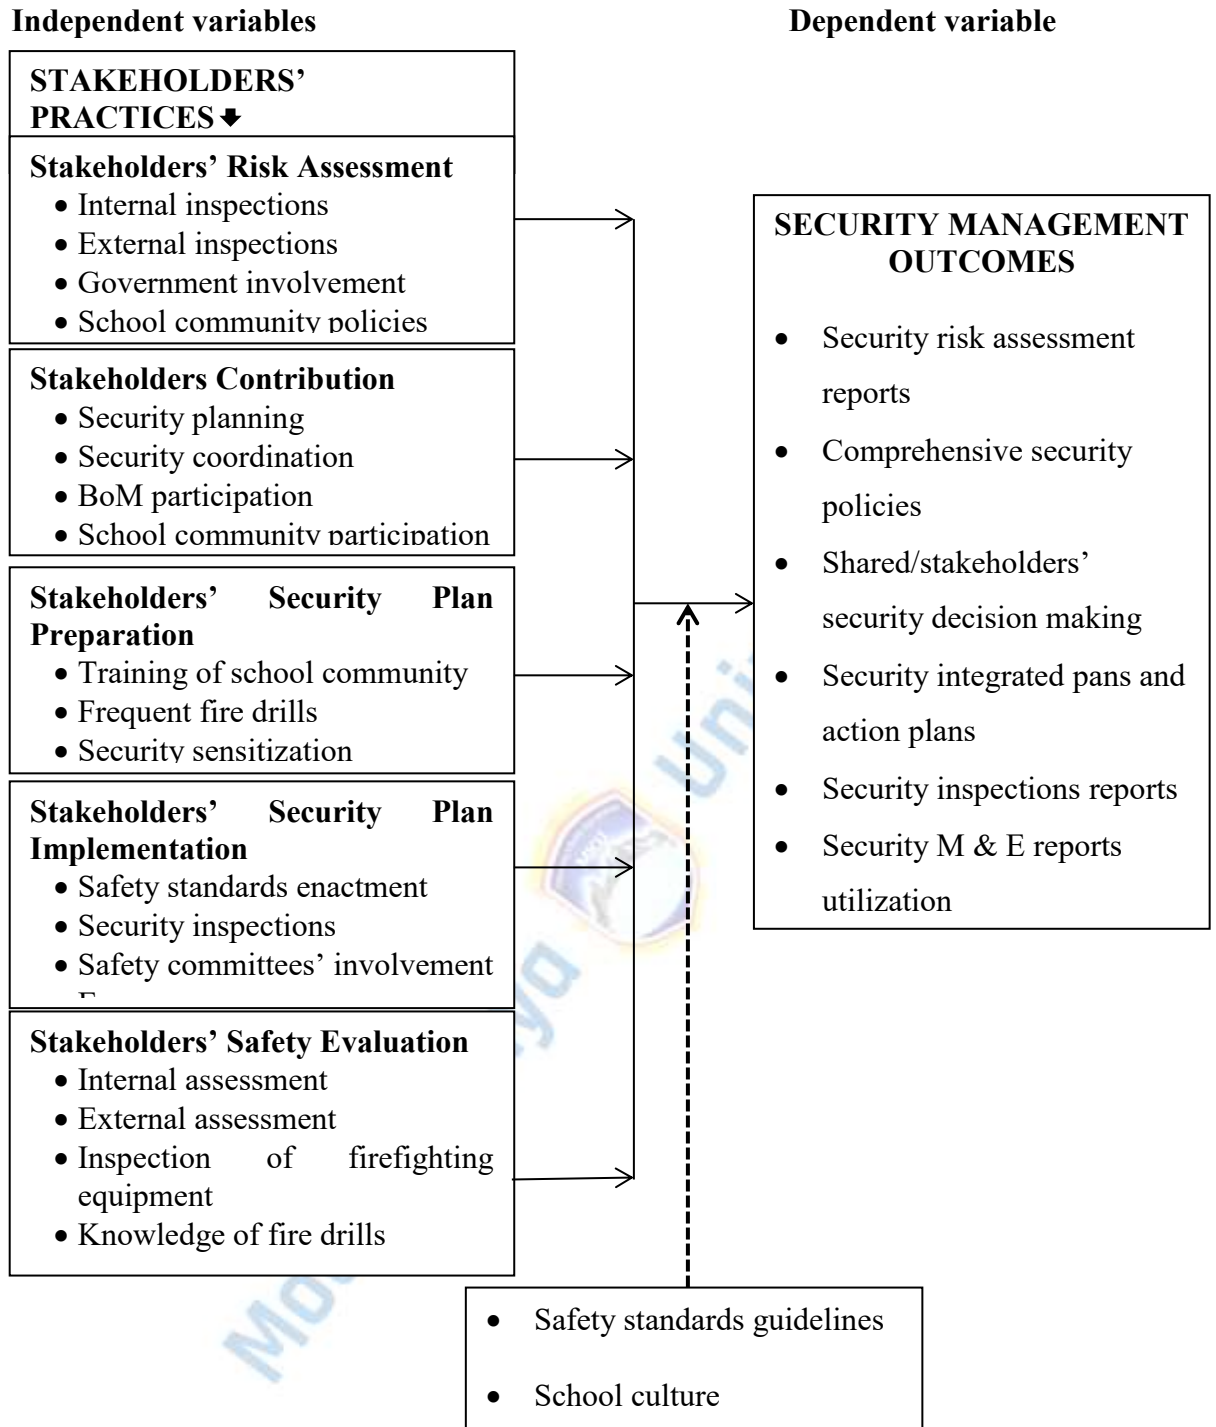 Independent variables
Dependent variable
STAKEHOLDERS'
PRACTICES
Stakeholders' Risk Assessment
• Internal inspections
• External inspections
• Government involvement
• School community policies
Stakeholders Contribution
• Security planning
• Security coordination
• BoM participation
• School community participation
Stakeholders' Security Plan
Preparation
• Training of school community
• Frequent fire drills
• Security sensitization
Stakeholders' Security Plan
Implementation
• Safety standards enactment
• Security inspections
• Safety committees' involvement
Stakeholders' Safety Evaluation
• Internal assessment
• External assessment
• Inspection of firefighting
equipment
• Knowledge of fire drills
SECURITY MANAGEMENT
OUTCOMES
• Security risk assessment
reports
• Comprehensive security
policies
• Shared/stakeholders'
security decision making
• Security integrated pans and
action plans
• Security inspections reports
• Security M & E reports
utilization
• Safety standards guidelines
• School culture